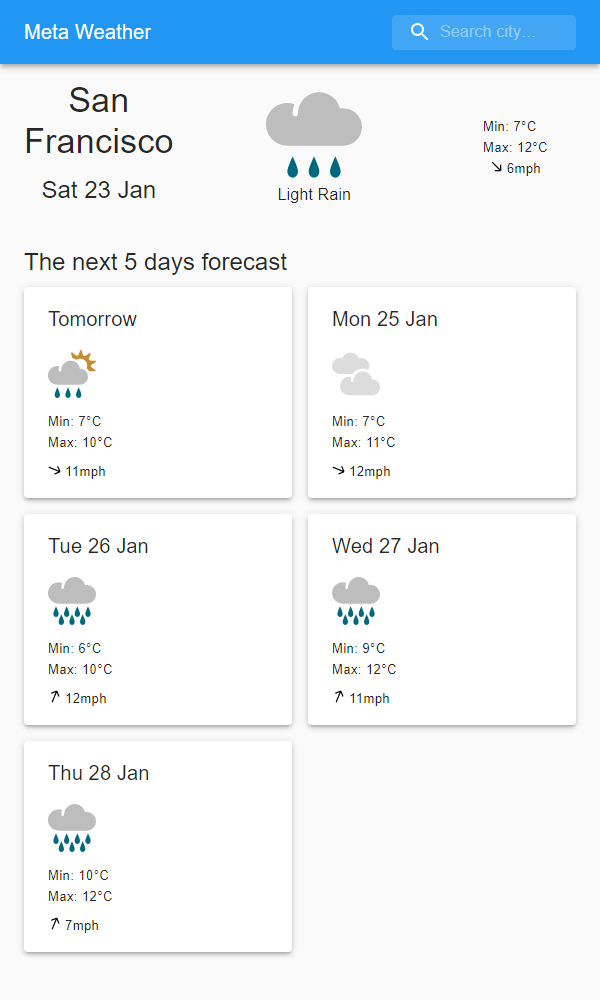 Meta Weather
Search city...
San
Francisco
Sat 23 Jan
Light Rain
Min: 7°C
Max: 12°C
6mph
The next 5 days forecast
Tomorrow
Min: 7°C
Max: 10°C
11mph
Mon 25 Jan
Min: 7°C
Max: 11°C
12mph
Tue 26 Jan
Min: 6°C
Max: 10°C
12mph
Wed 27 Jan
Min: 9°C
Max: 12°C
11mph
Thu 28 Jan
Min: 10°C
Max: 12°C
7mph